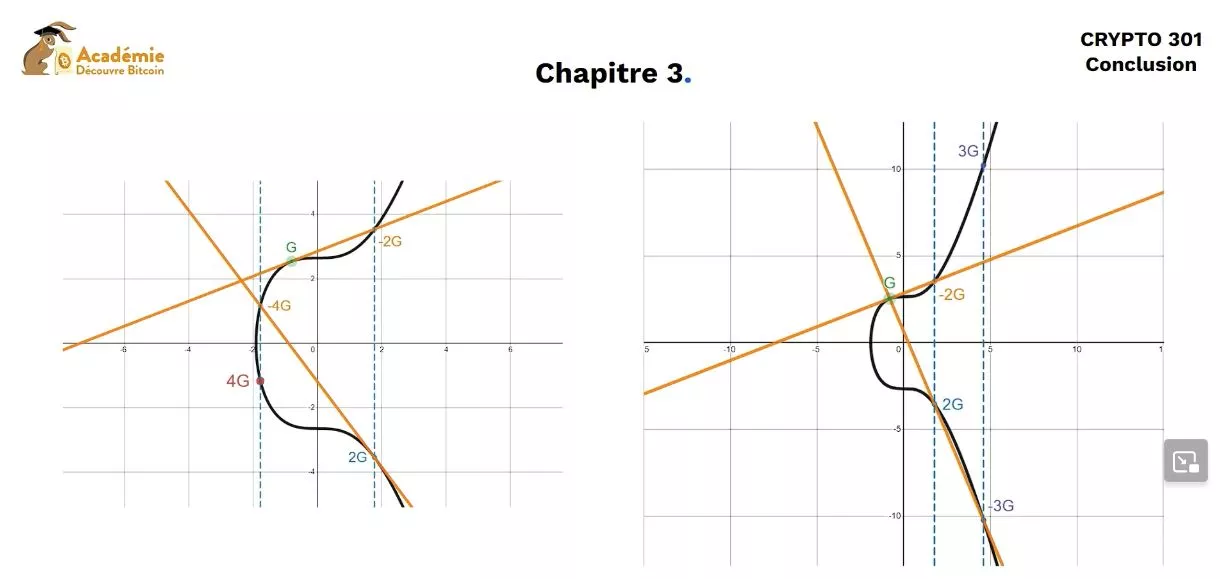 Académie
Découvre Bitcoin
Chapitre 3.
CRYPTO 301
Conclusion
4
G
-2G
2
-4G
-6
-4
-2
0
2
4
6
4G
-2
2G
-4
3G
10
5
G
-2G
5
-10
-5
0
5
10
1
2G
-5
-3G
-10